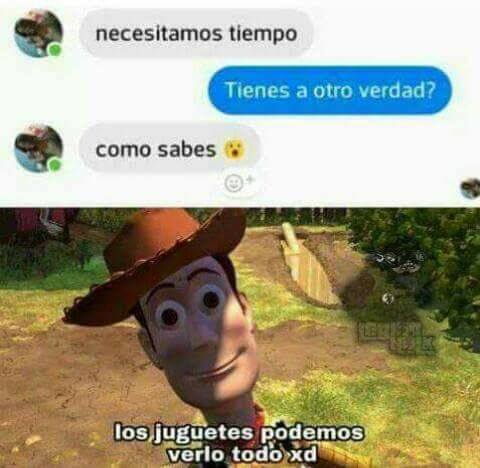 necesitamos tiempo
Tienes a otro verdad?
como sabes 😮
los juguetes podemos
verlo todo xd